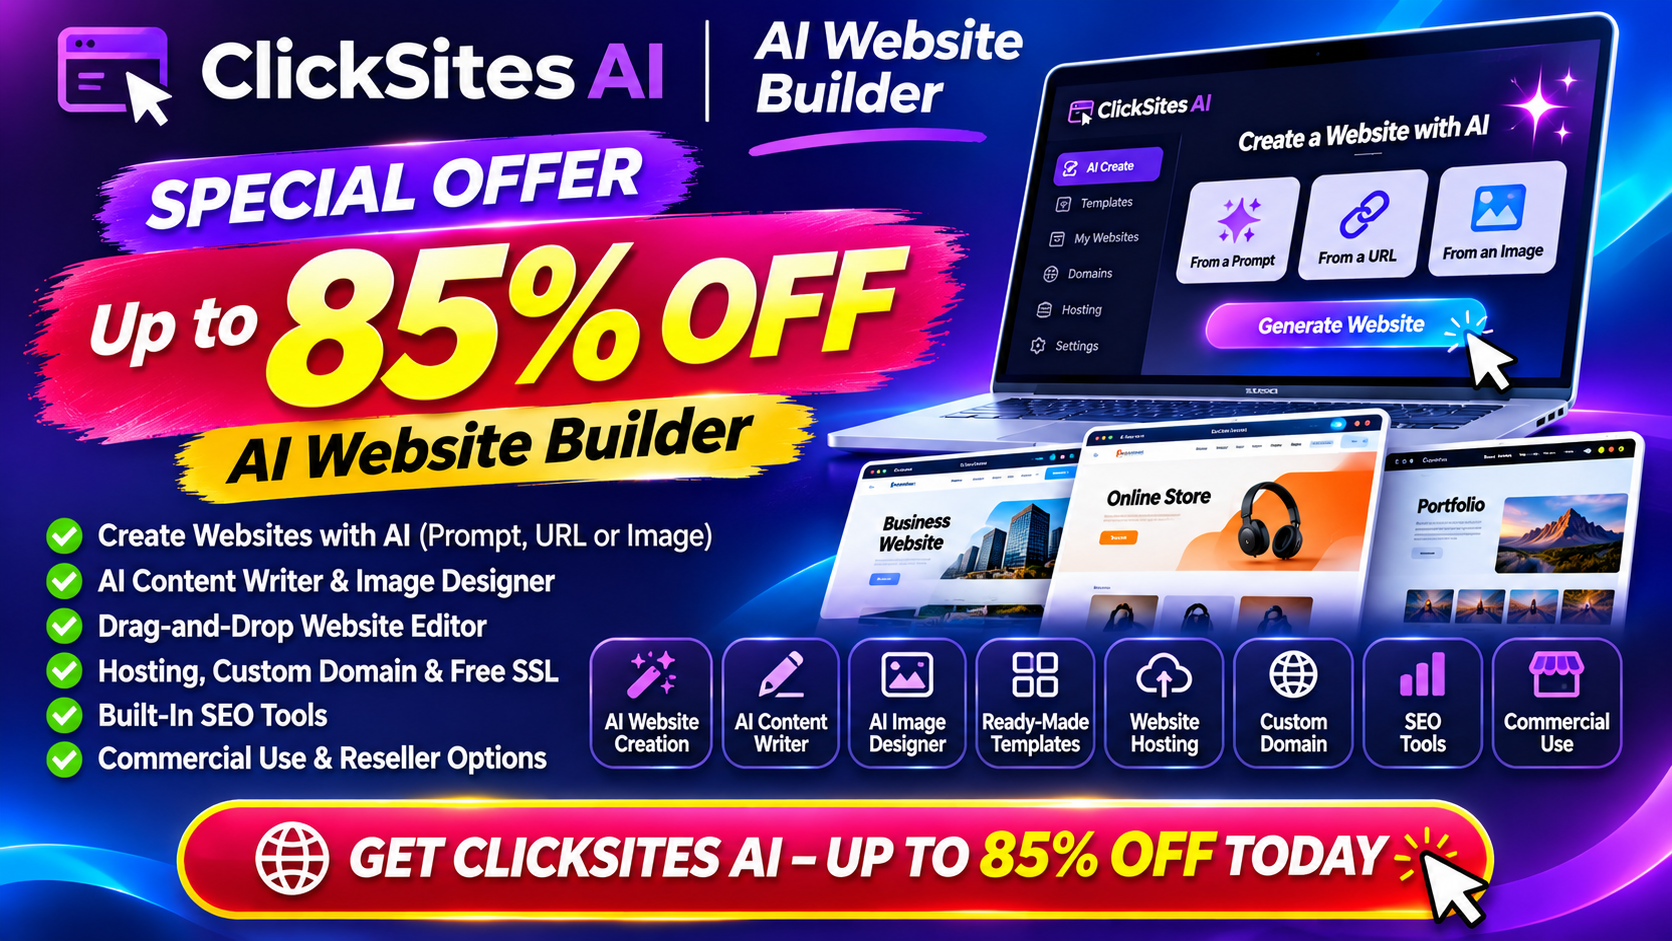 ClickSites AI
AI Website
Builder
SPECIAL OFFER
Up to 85% OFF
AI Website Builder
Create Websites with AI (Prompt, URL or Image)
AI Content Writer & Image Designer
Drag-and-Drop Website Editor
Hosting, Custom Domain & Free SSL
Built-In SEO Tools
Commercial Use & Reseller Options
ClickSites AI
AI Create
Templates
My Websites
Domains
Hosting
Settings
Create a Website with AI
From a Prompt
From a URL
From an Image
Generate Website
Business
Website
Online Store
Portfolio
AI Website
Creation
AI Content
Writer
AI Image
Designer
Ready-Made
Templates
Website
Hosting
Custom
Domain
SEO
Tools
Commercial
Use
GET CLICKSITES AI – UP TO 85% OFF TODAY